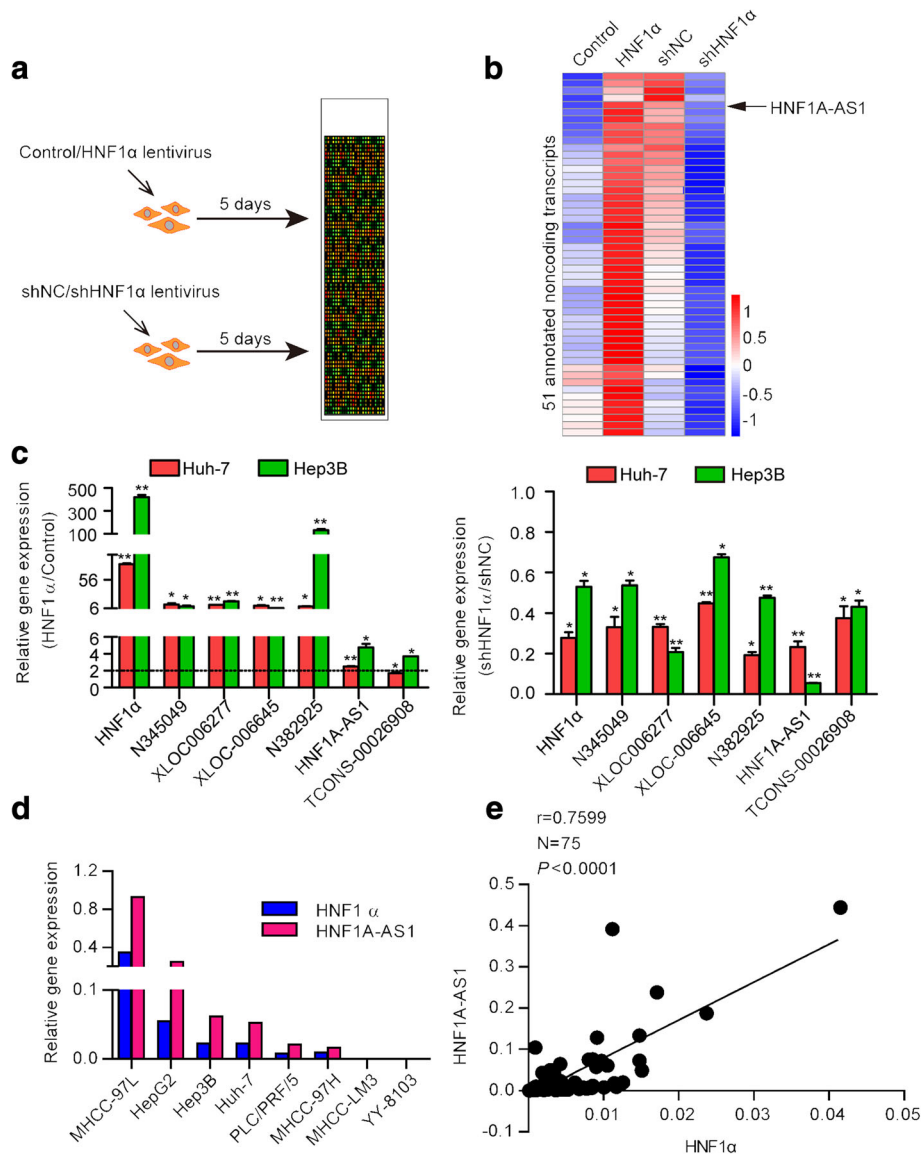 a
Control/HNF1α lentivirus
5 days
shNC/shHNF1α lentivirus
5 days
b
Control
HNF1α
shNC
shHNF1α
HNF1A-AS1
51 annotated noncoding transcripts
1
0.5
0
-0.5
-1
c
Huh-7
Hep3B
Relative gene expression
(HNF1 α/Control)
500
300
100
56
6
6
4
2
2
** ** * * ** ** * ** * ** ** * * *
HNF1α
N345049
XLOC006277
XLOC-006645
N382925
HNF1A-AS1
TCONS-00026908
Huh-7
Hep3B
Relative gene expression
(shHNF1α/shNC)
1.0
0.8
0.6
0.4
0.2
0.0
* * * * ** ** ** * * ** ** ** * *
HNF1α
N345049
XLOC006277
XLOC-006645
N382925
HNF1A-AS1
TCONS-00026908
d
Relative gene expression
1.2
0.8
0.4
0.1
0.0
HNF1 α
HNF1A-AS1
MHCC-97L
HepG2
Hep3B
Huh-7
PLC/PRF/5
MHCC-97H
MHCC-LM3
YY-8103
e
r=0.7599
N=75
P<0.0001
HNF1A-AS1
0.5
0.4
0.3
0.2
0.1
0.0
-0.1
0.01
0.02
0.03
0.04
0.05
HNF1α